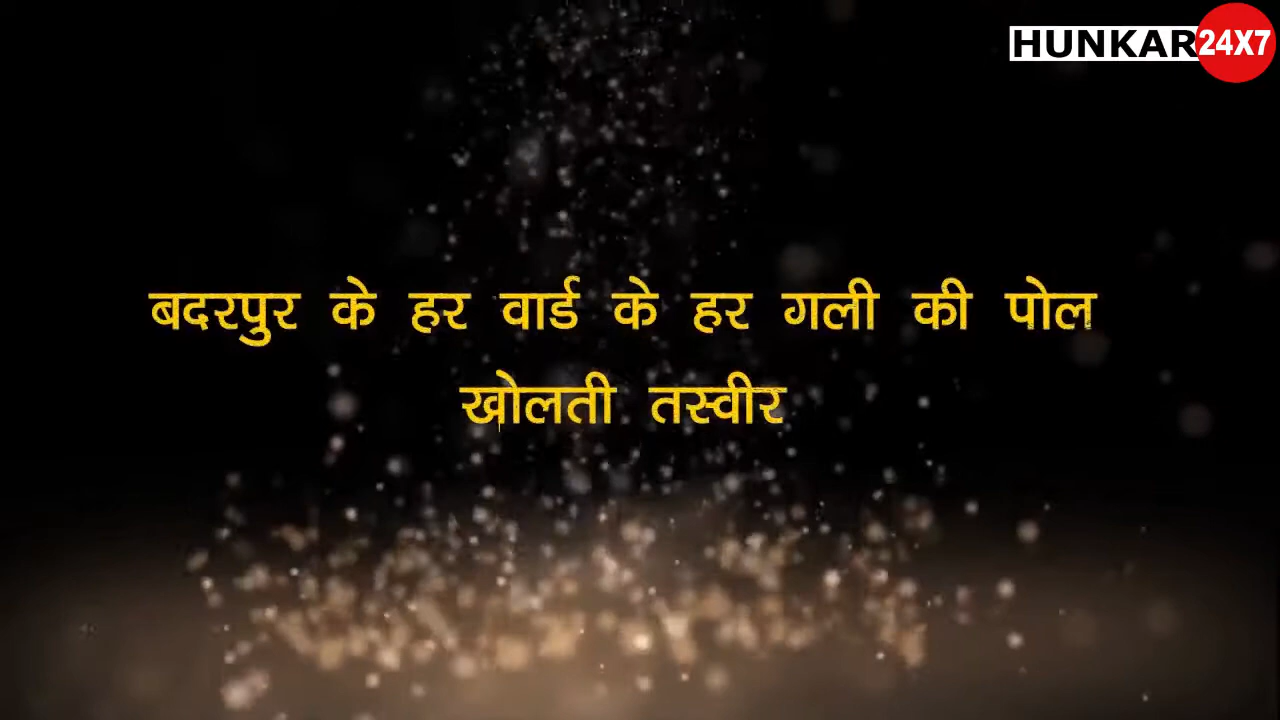 HUNKAR24X7
बदरपुर के हर वार्ड के हर गली की पोल
खोलती तस्वीर